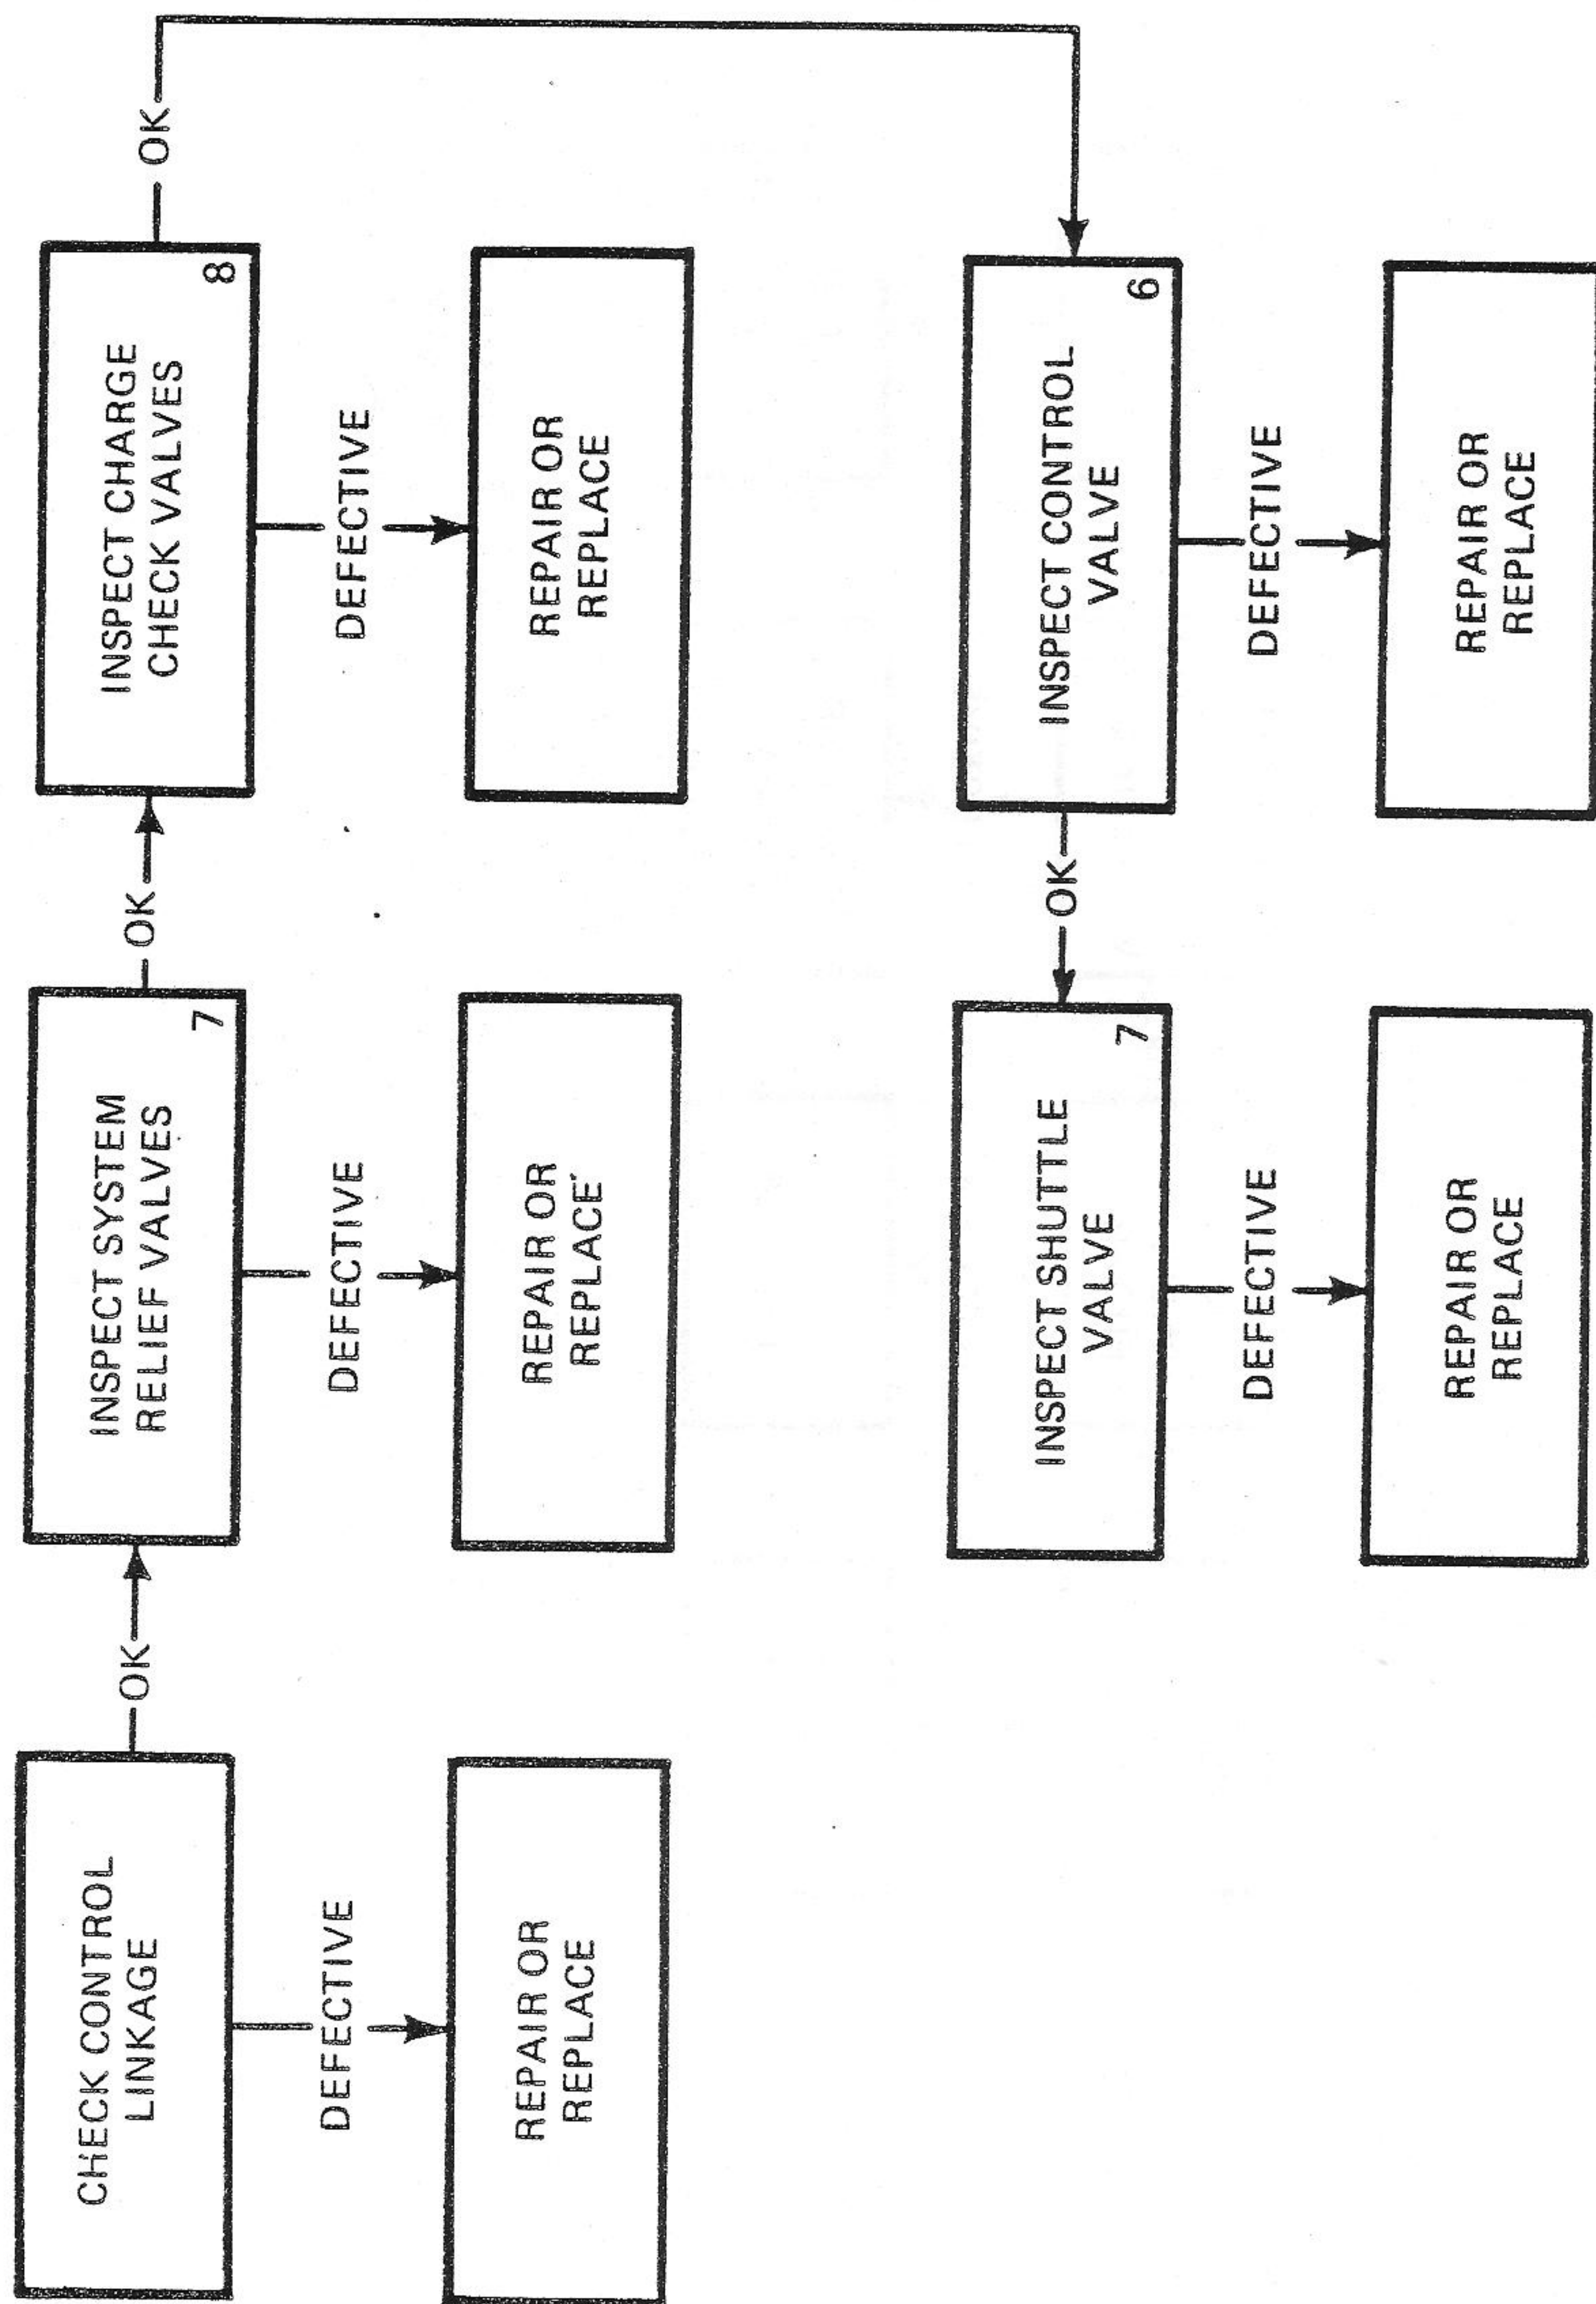 CHECK CONTROL
LINKAGE
OK
INSPECT SYSTEM
RELIEF VALVES
7
OK
INSPECT CHARGE
CHECK VALVES
8
OK
DEFECTIVE
DEFECTIVE
DEFECTIVE
REPAIR OR
REPLACE
REPAIR OR
REPLACE
REPAIR OR
REPLACE
INSPECT SHUTTLE
VALVE
7
OK
INSPECT CONTROL
VALVE
6
DEFECTIVE
DEFECTIVE
REPAIR OR
REPLACE
REPAIR OR
REPLACE